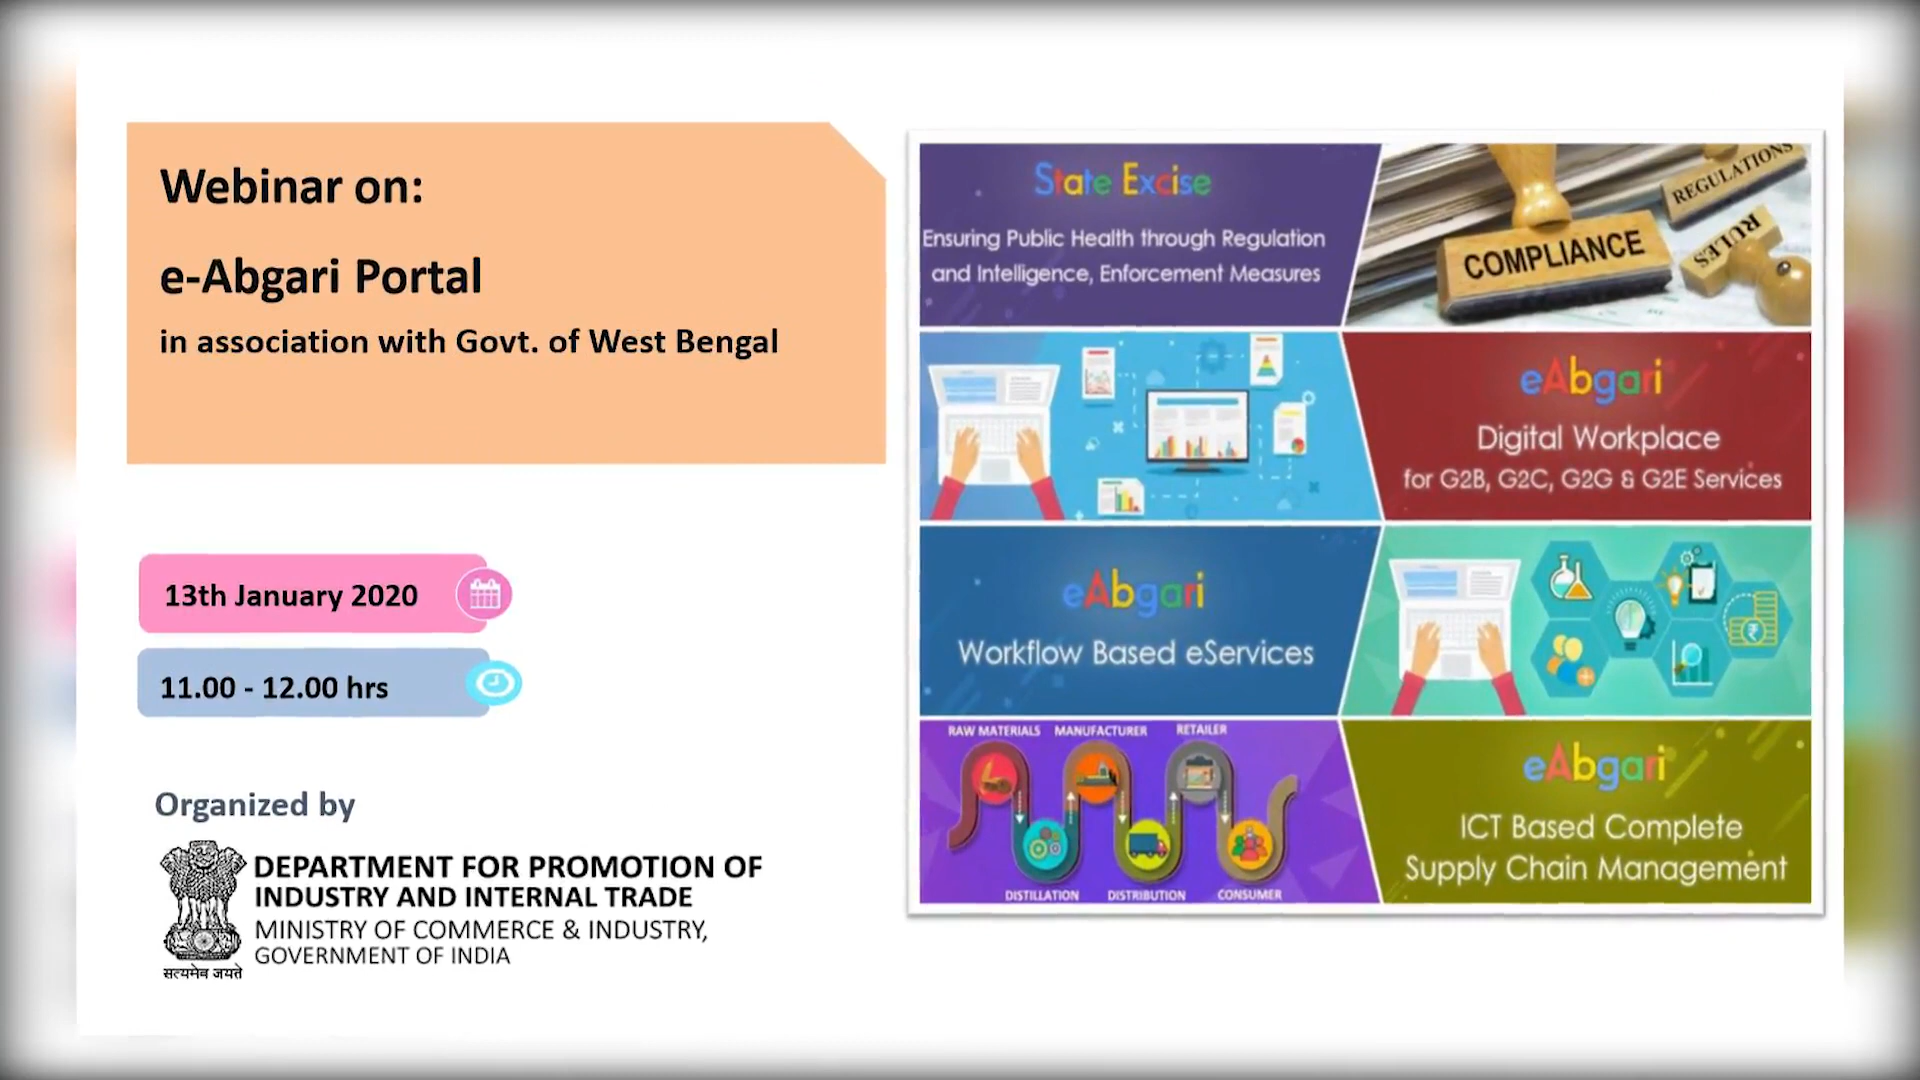 Webinar on:
e-Abgari Portal
in association with Govt. of West Bengal
13th January 2020
11.00 - 12.00 hrs
Organized by
DEPARTMENT FOR PROMOTION OF
INDUSTRY AND INTERNAL TRADE
MINISTRY OF COMMERCE & INDUSTRY,
GOVERNMENT OF INDIA
सत्यमेव जयते
State Excise
Ensuring Public Health through Regulation
and Intelligence, Enforcement Measures
REGULATIONS
COMPLIANCE
RULES
eAbgari
Digital Workplace
for G2B, G2C, G2G & G2E Services
eAbgari
Workflow Based eServices
RAW MATERIALS MANUFACTURER RETAILER
DISTILLATION DISTRIBUTION CONSUMER
eAbgari
ICT Based Complete
Supply Chain Management